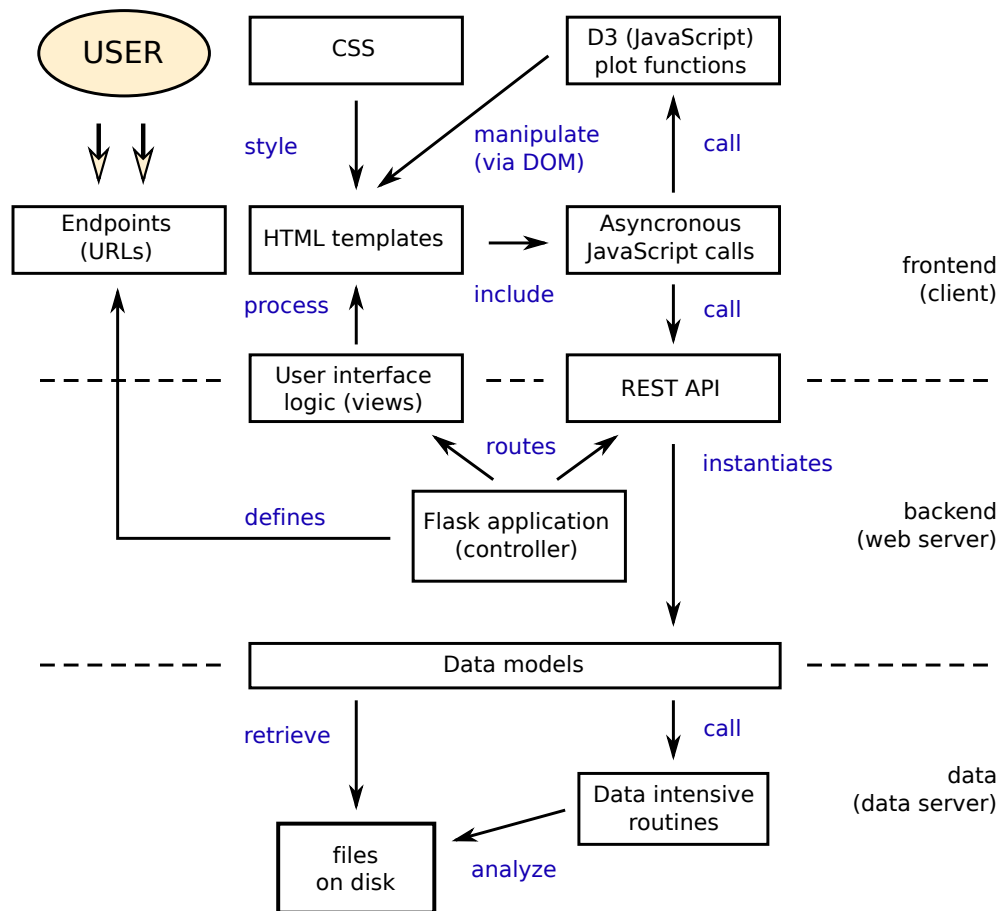 USER
CSS
D3 (JavaScript)
plot functions
style
manipulate
(via DOM)
call
Endpoints
(URLs)
HTML templates
Asyncronous
JavaScript calls
frontend
(client)
process
include
call
User interface
logic (views)
REST API
routes
instantiates
defines
Flask application
(controller)
backend
(web server)
Data models
retrieve
call
data
(data server)
Data intensive
routines
files
on disk
analyze